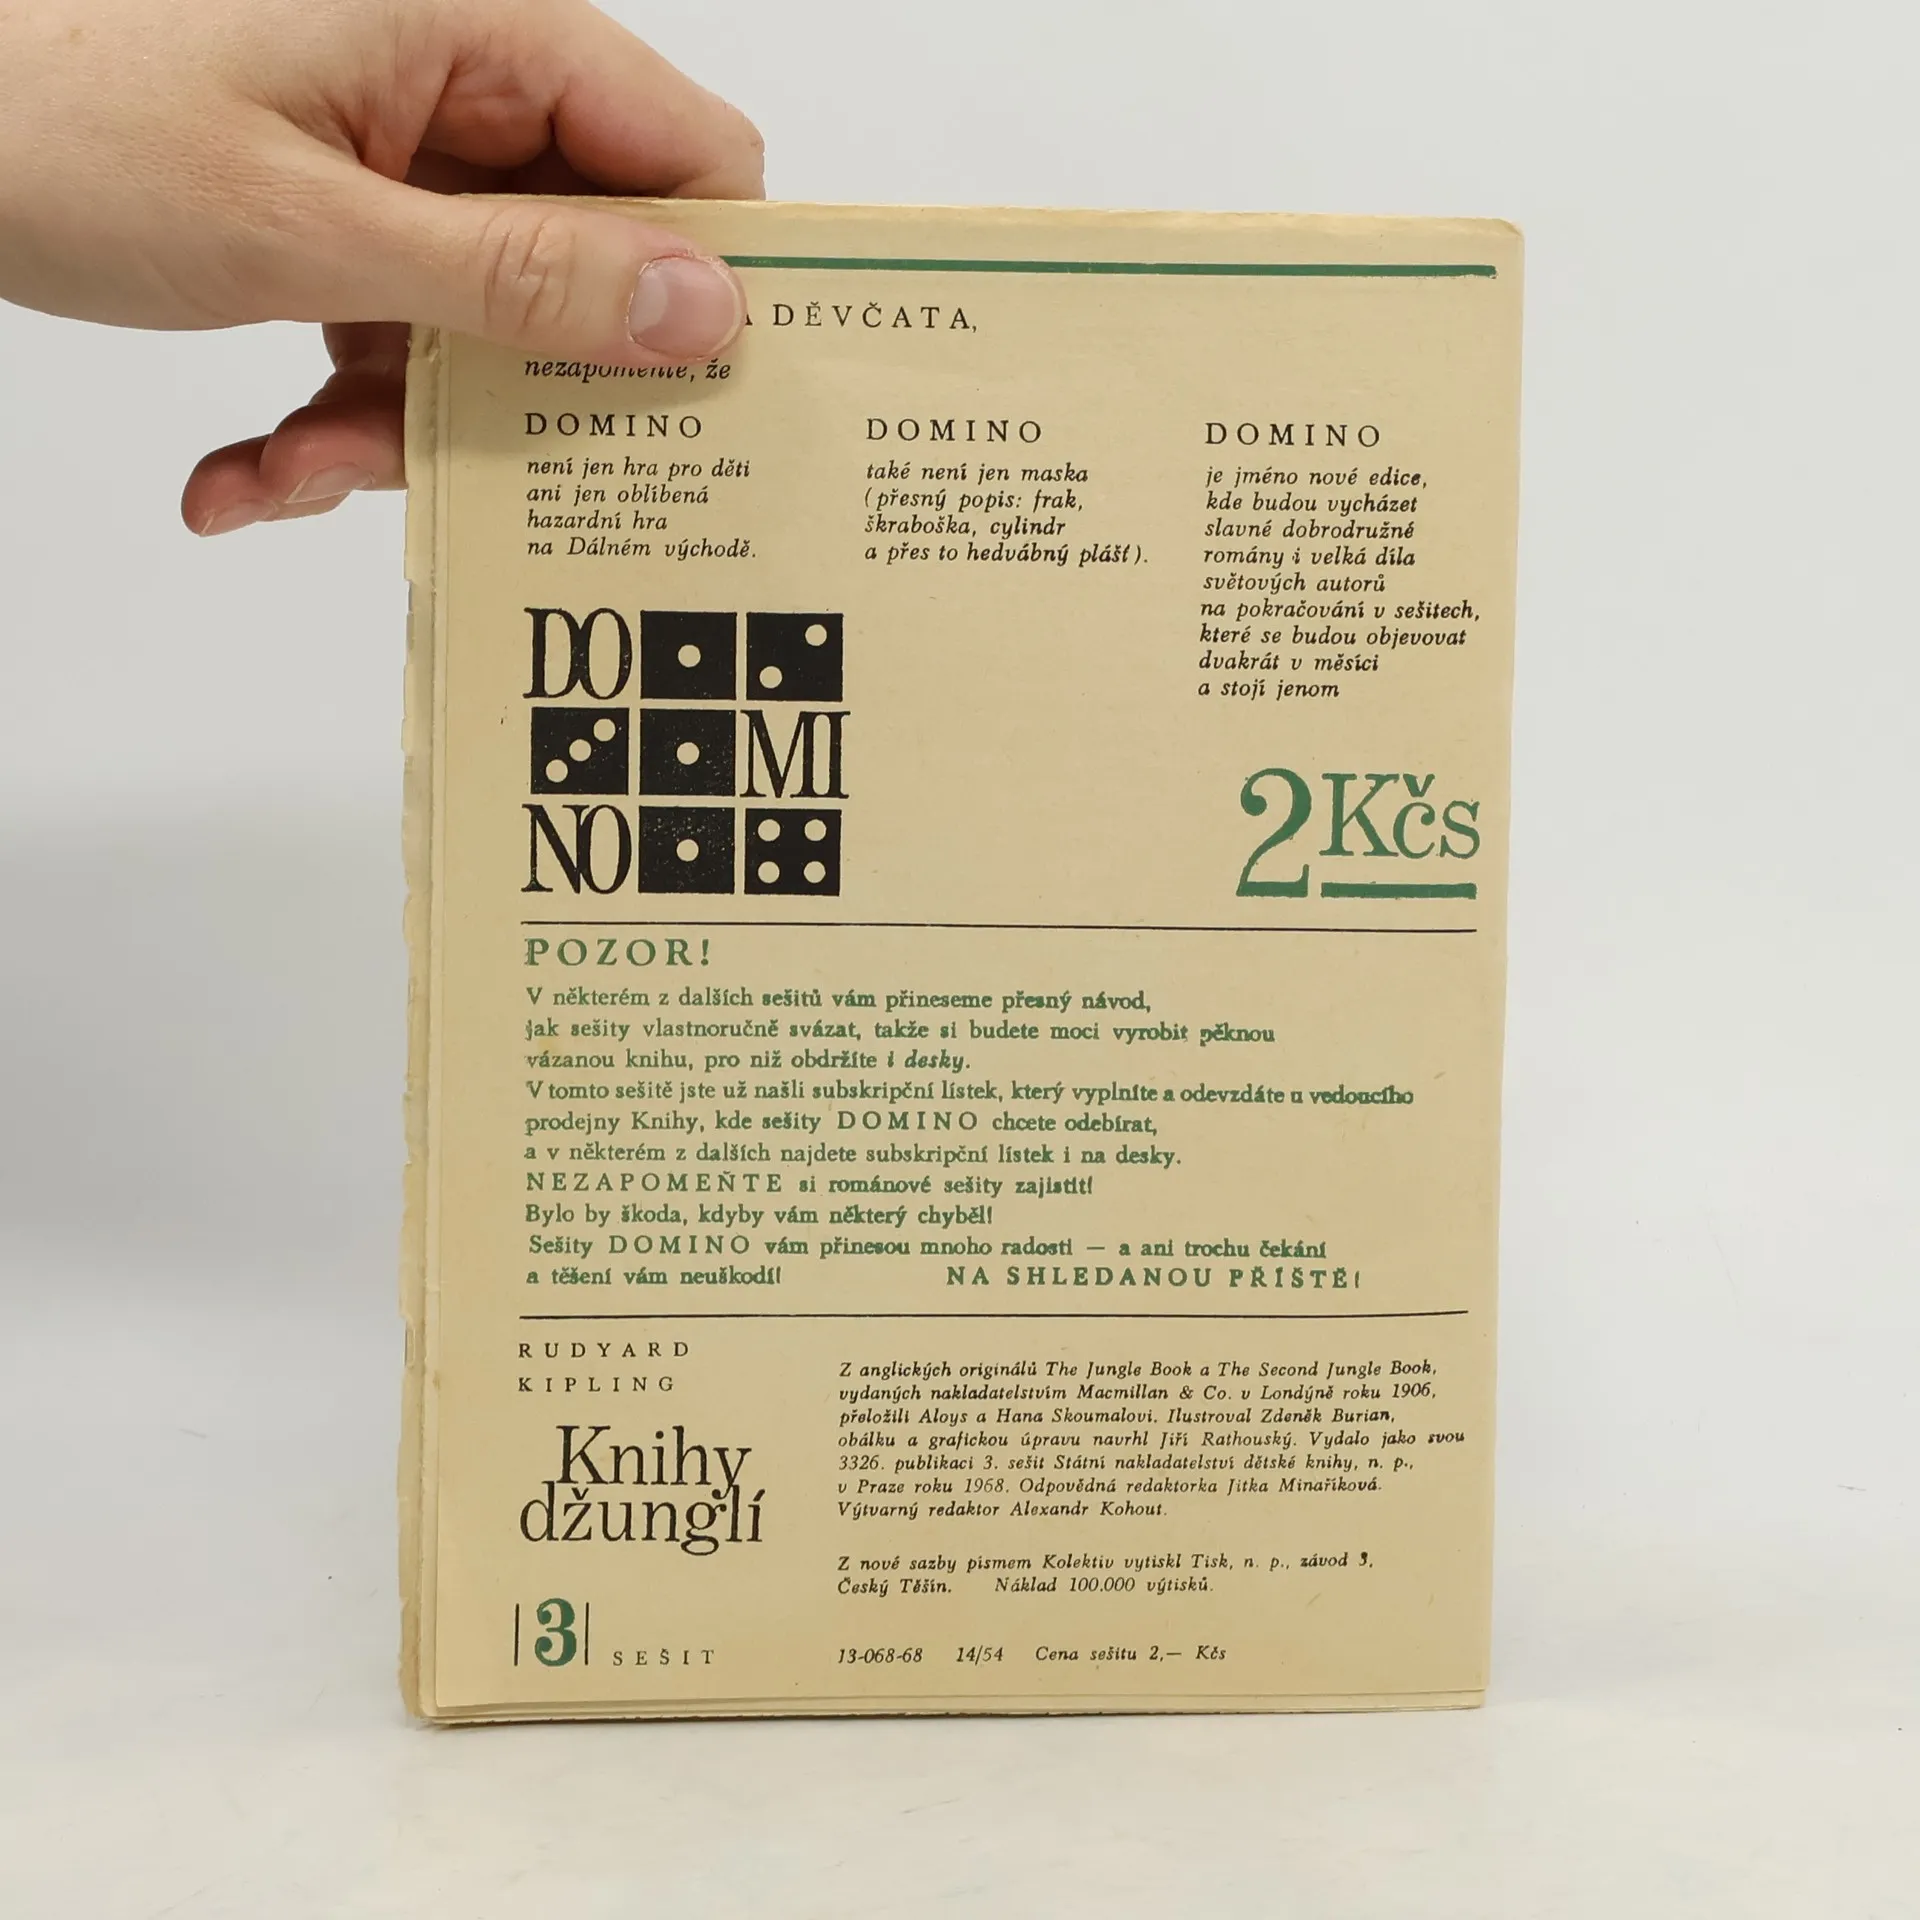 A DĚVČATA,
nezapomeňte, že
DOMINO
není jen hra pro děti
ani jen oblíbená
hazardní hra
na Dálném východě.
DOMINO
také není jen maska
(přesný popis: frak,
škraboška, cylindr
a přes to hedvábný plášť).
DOMINO
je jméno nové edice,
kde budou vycházet
slavné dobrodružné
romány i velká díla
světových autorů
na pokračování v sešitech,
které se budou objevovat
dvakrát v měsíci
a stojí jenom
DO
MI
NO
2 Kčs
POZOR!
V některém z dalších sešitů vám přineseme přesný návod,
jak sešity vlastnoručně svázat, takže si budete moci vyrobit pěknou
vázanou knihu, pro niž obdržíte i desky.
V tomto sešitě jste už našli subskripční lístek, který vyplníte a odevzdáte u vedoucího
prodejny Knihy, kde sešity DOMINO chcete odebírat,
a v některém z dalších najdete subskripční lístek i na desky.
NEZAPOMEŇTE si románové sešity zajistit!
Bylo by škoda, kdyby vám některý chyběl!
Sešity DOMINO vám přinesou mnoho radosti — a ani trochu čekání
a těšení vám neuškodí! NA SHLEDANOU PŘÍŠTĚ!
RUDYARD
KIPLING
Knihy
džunglí
3 SEŠIT
Z anglických originálů The Jungle Book a The Second Jungle Book,
vydaných nakladatelstvím Macmillan & Co. v Londýně roku 1906,
přeložili Aloys a Hana Skoumalovi. Ilustroval Zdeněk Burian,
obálku a grafickou úpravu navrhl Jiří Rathouský. Vydalo jako svou
3326. publikaci 3. sešit Státní nakladatelství dětské knihy, n. p.,
v Praze roku 1968. Odpovědná redaktorka Jitka Minaříková.
Výtvarný redaktor Alexandr Kohout.
Z nové sazby písmem Kolektiv vytiskl Tisk, n. p., závod 3,
Český Těšín. Náklad 100.000 výtisků.
13-068-68 14/54 Cena sešitu 2,— Kčs